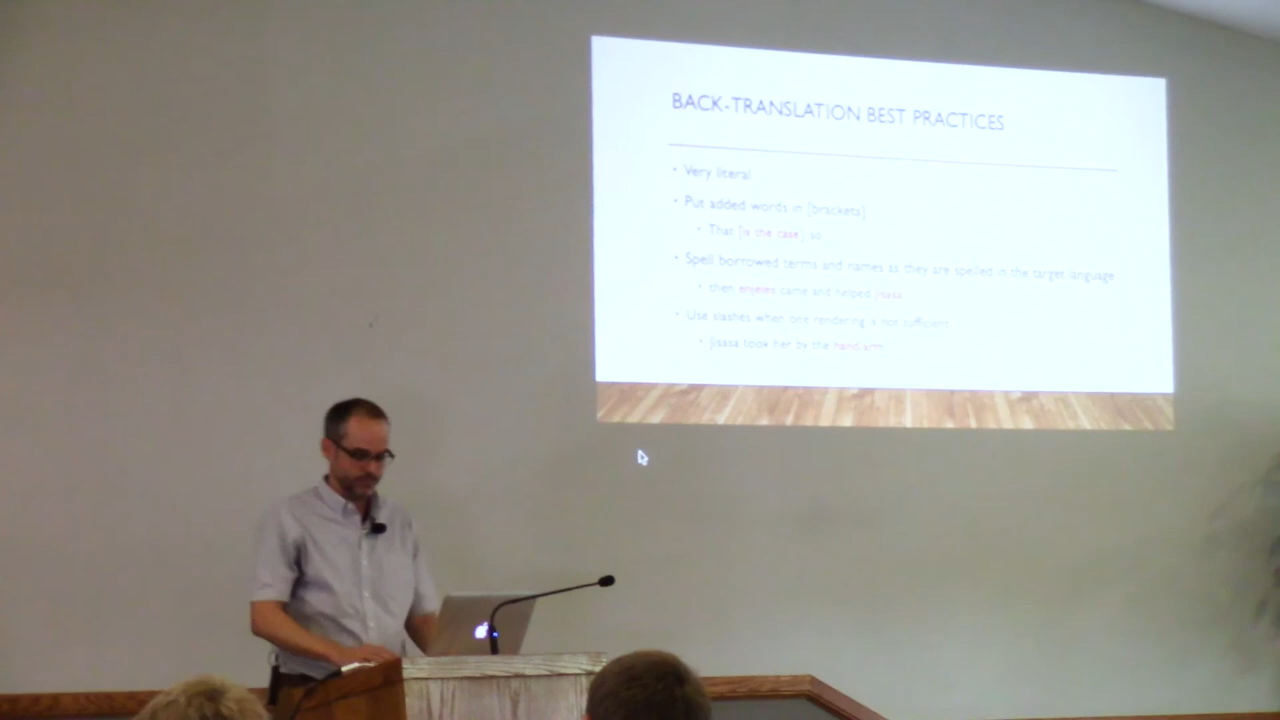 BACK-TRANSLATION BEST PRACTICES
• Very literal
• Put added words in [brackets]
• That [is the case], so
• Spell borrowed terms and names as they are spelled in the target language
• then enjeles came and helped Jisasa
• Use slashes when one rendering is not sufficient
• Jisasa took her by the hand/arm